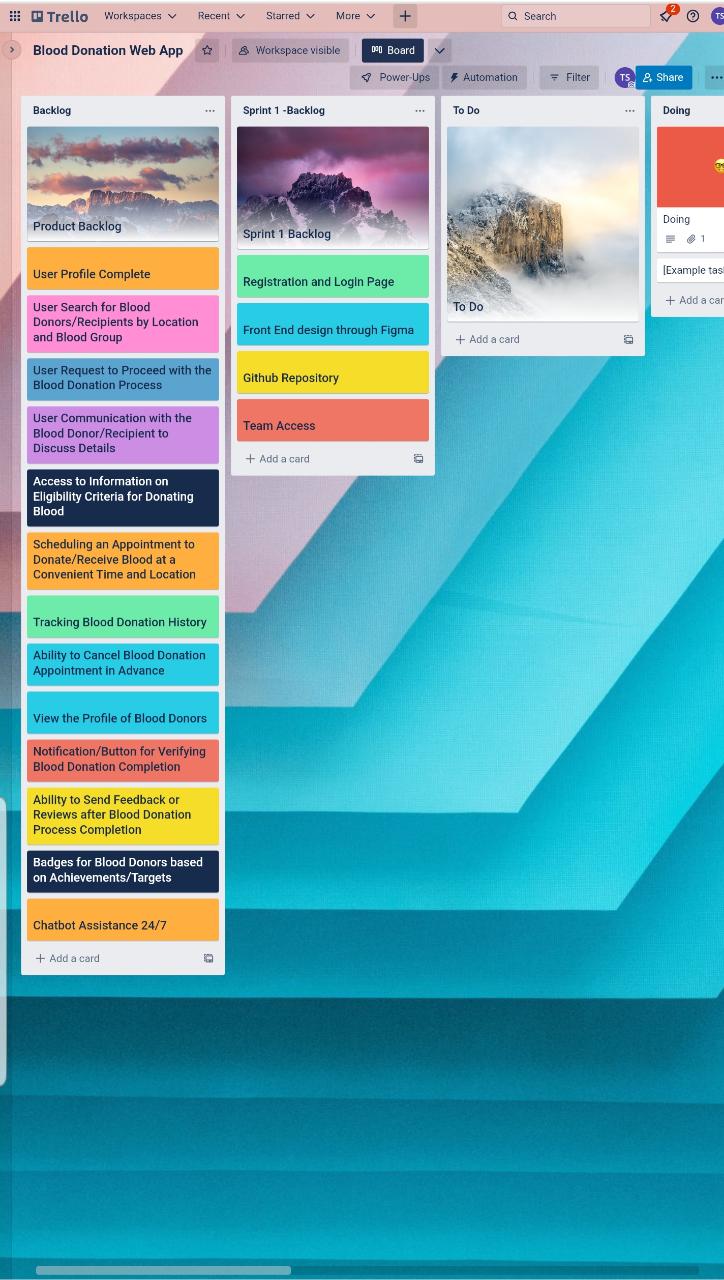 Trello
Workspaces
Recent
Starred
More
Search
2
TS
Blood Donation Web App
Workspace visible
Board
Power-Ups
Automation
Filter
TS
Share
Backlog
Product Backlog
User Profile Complete
User Search for Blood
Donors/Recipients by Location
and Blood Group
User Request to Proceed with the
Blood Donation Process
User Communication with the
Blood Donor/Recipient to
Discuss Details
Access to Information on
Eligibility Criteria for Donating
Blood
Scheduling an Appointment to
Donate/Receive Blood at a
Convenient Time and Location
Tracking Blood Donation History
Ability to Cancel Blood Donation
Appointment in Advance
View the Profile of Blood Donors
Notification/Button for Verifying
Blood Donation Completion
Ability to Send Feedback or
Reviews after Blood Donation
Process Completion
Badges for Blood Donors based
on Achievements/Targets
Chatbot Assistance 24/7
+ Add a card
Sprint 1 -Backlog
Sprint 1 Backlog
Registration and Login Page
Front End design through Figma
Github Repository
Team Access
+ Add a card
To Do
To Do
+ Add a card
Doing
Doing
1
[Example tas
+ Add a car